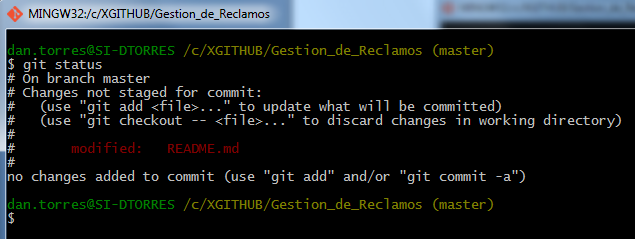 MINGW32:/c/XGITHUB/Gestion_de_Reclamos
dan.torres@SI-DTORRES /c/XGITHUB/Gestion_de_Reclamos (master)
$ git status
# On branch master
# Changes not staged for commit:
#   (use "git add <file>..." to update what will be committed)
#   (use "git checkout -- <file>..." to discard changes in working directory)
#
#       modified:   README.md
#
no changes added to commit (use "git add" and/or "git commit -a")
dan.torres@SI-DTORRES /c/XGITHUB/Gestion_de_Reclamos (master)
$